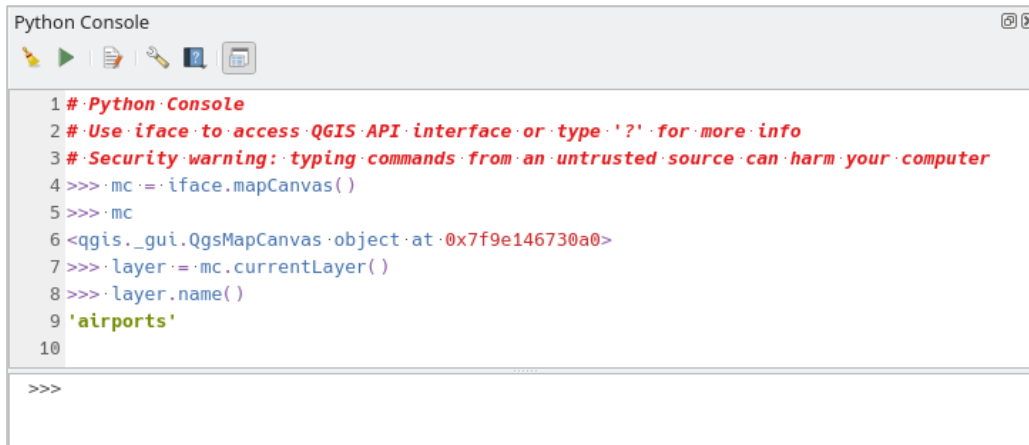 Python Console
1 # Python Console
2 # Use iface to access QGIS API interface or type '?' for more info
3 # Security warning: typing commands from an untrusted source can harm your computer
4 >>> mc = iface.mapCanvas()
5 >>> mc
6 <qgis._gui.QgsMapCanvas object at 0x7f9e146730a0>
7 >>> layer = mc.currentLayer()
8 >>> layer.name()
9 'airports'
10
>>>